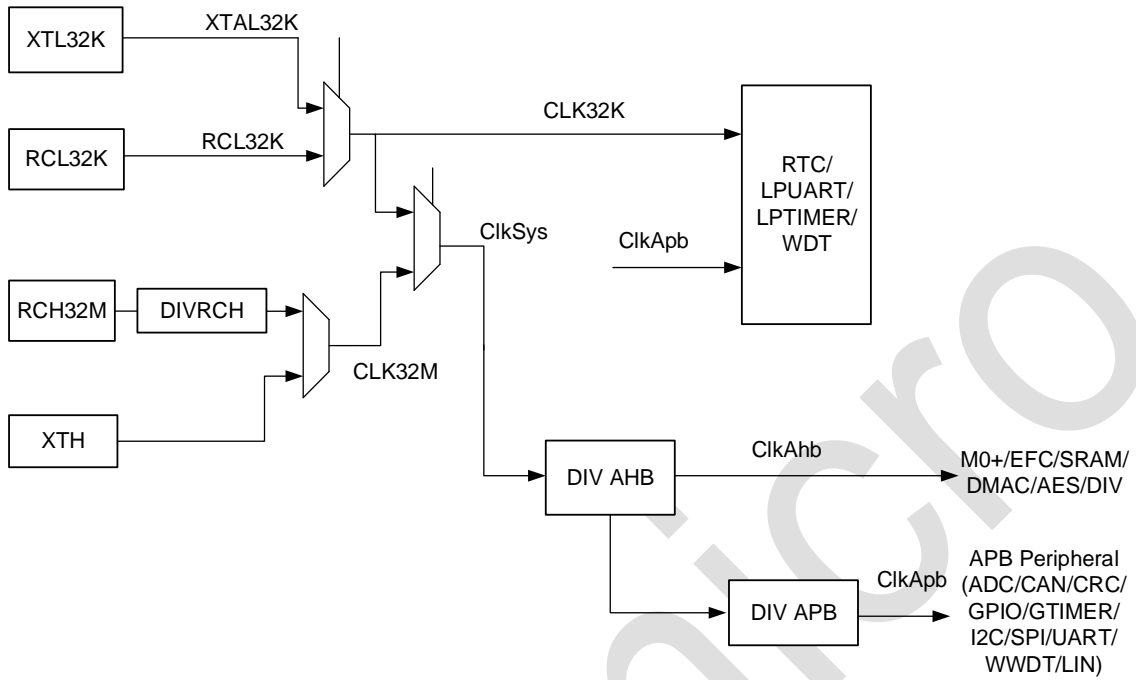 XTL32K
XTAL32K
RCL32K
RCL32K
CLK32K
RTC/
LPUART/
LPTIMER/
WDT
ClkSys
ClkApb
RCH32M
DIVRCH
CLK32M
XTH
DIV AHB
ClkAhb
M0+/EFC/SRAM/
DMAC/AES/DIV
DIV APB
ClkApb
APB Peripheral
(ADC/CAN/CRC/
GPIO/GTIMER/
I2C/SPI/UART/
WWDT/LIN)
micro